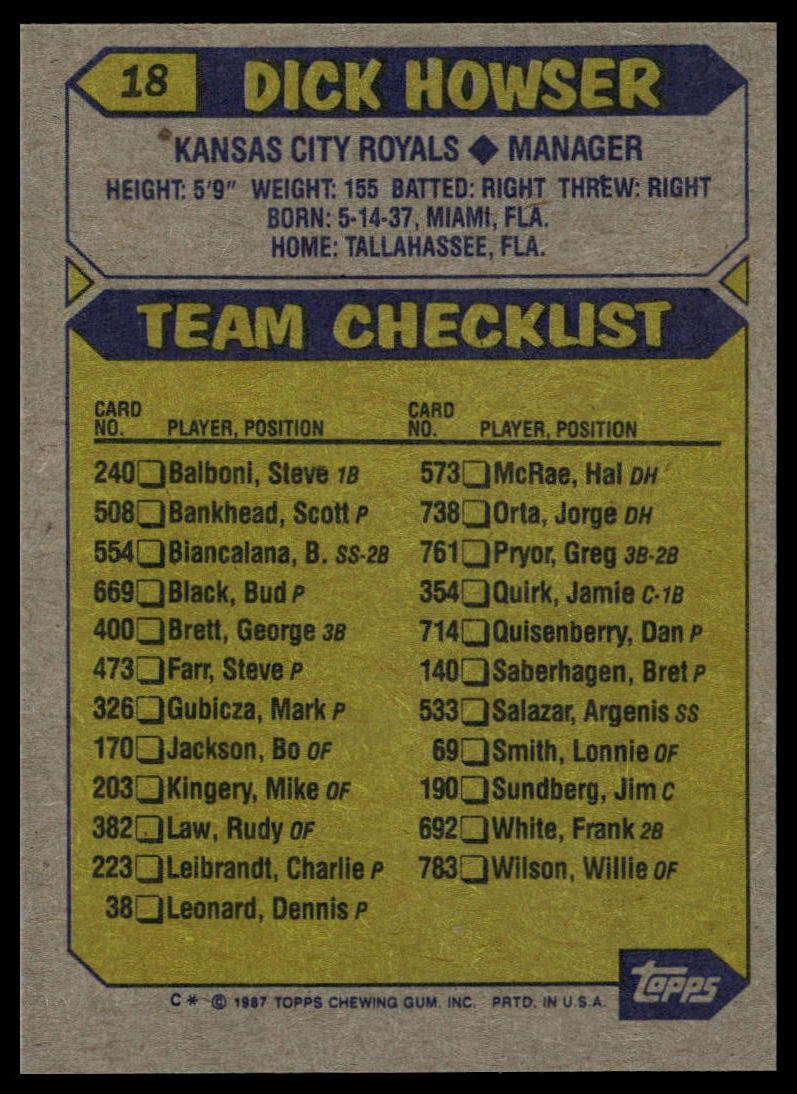 18 DICK HOWSER
KANSAS CITY ROYALS ◆ MANAGER
HEIGHT: 5'9" WEIGHT: 155 BATTED: RIGHT THREW: RIGHT
BORN: 5-14-37, MIAMI, FLA.
HOME: TALLAHASSEE, FLA.
TEAM CHECKLIST
CARD NO. PLAYER, POSITION
240 Balboni, Steve 1B
508 Bankhead, Scott P
554 Biancalana, B. SS-2B
669 Black, Bud P
400 Brett, George 3B
473 Farr, Steve P
326 Gubicza, Mark P
170 Jackson, Bo OF
203 Kingery, Mike OF
382 Law, Rudy OF
223 Leibrandt, Charlie P
38 Leonard, Dennis P
CARD NO. PLAYER, POSITION
573 McRae, Hal DH
738 Orta, Jorge DH
761 Pryor, Greg 3B-2B
354 Quirk, Jamie C-1B
714 Quisenberry, Dan P
140 Saberhagen, Bret P
533 Salazar, Argenis SS
69 Smith, Lonnie OF
190 Sundberg, Jim C
692 White, Frank 2B
783 Wilson, Willie OF
C* © 1987 TOPPS CHEWING GUM. INC. PRTD. IN U.S.A.
topps